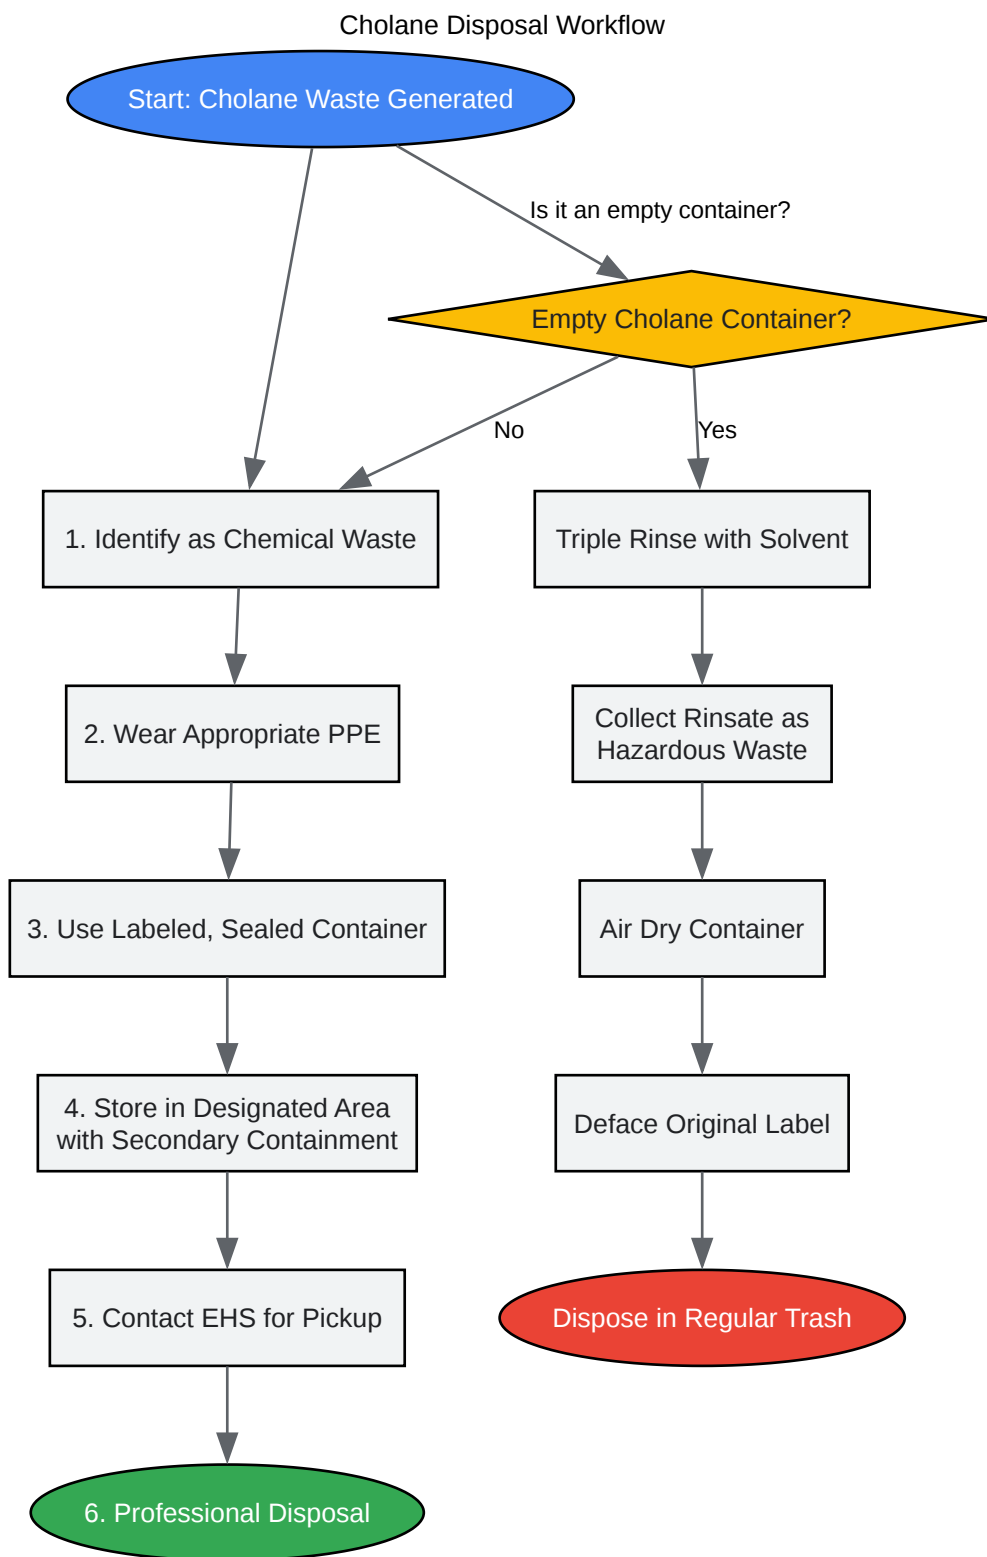 Cholane Disposal Workflow
Start: Cholane Waste Generated
Is it an empty container?
Empty Cholane Container?
No
Yes
1. Identify as Chemical Waste
Triple Rinse with Solvent
2. Wear Appropriate PPE
Collect Rinsate as
Hazardous Waste
3. Use Labeled, Sealed Container
Air Dry Container
4. Store in Designated Area
with Secondary Containment
Deface Original Label
5. Contact EHS for Pickup
Dispose in Regular Trash
6. Professional Disposal